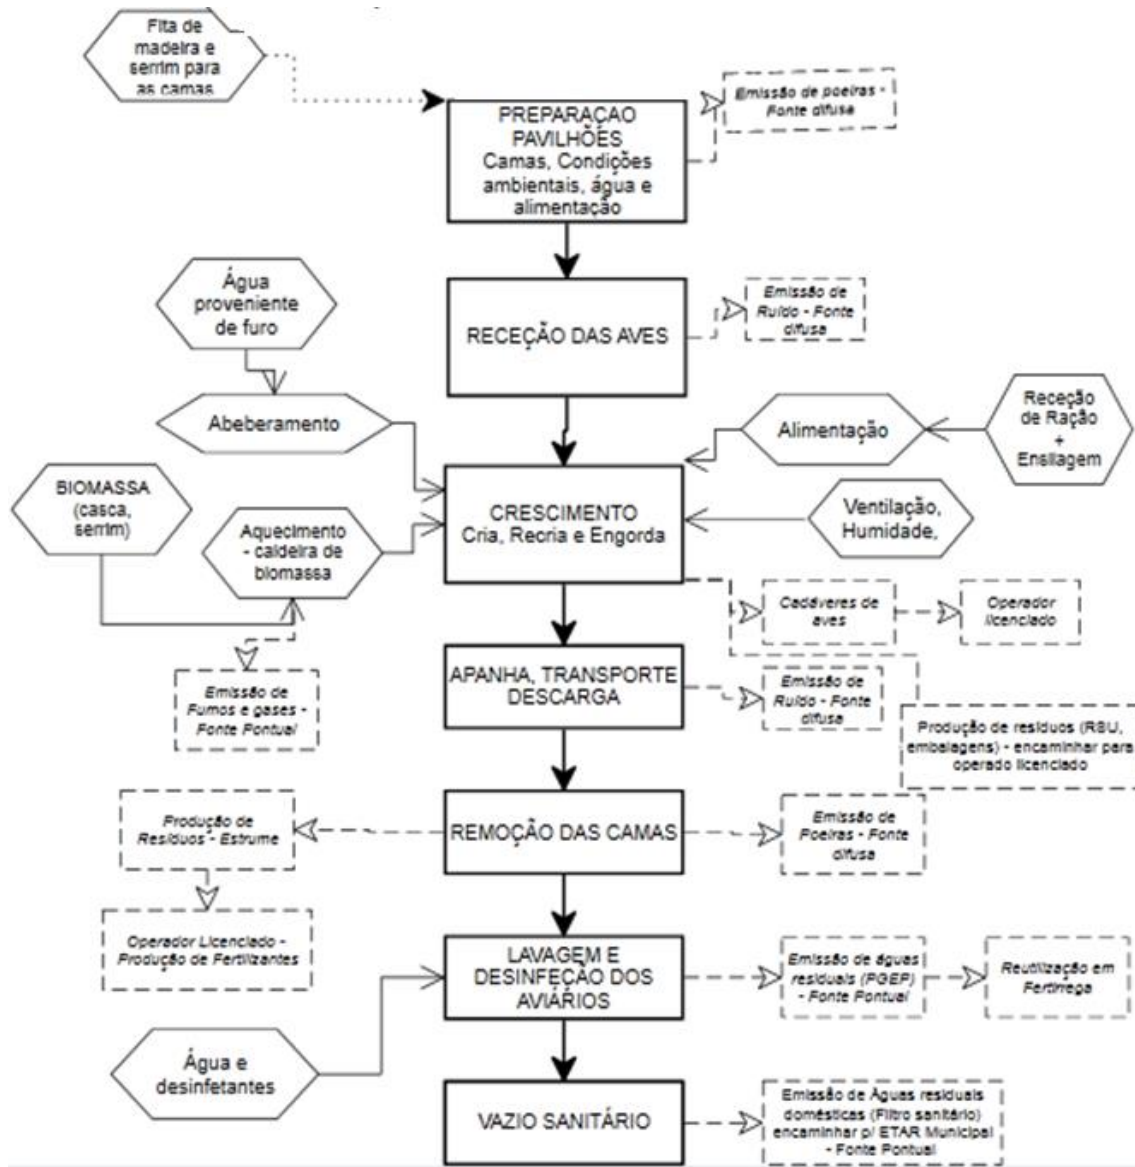 Fita de
madeira e
serrim para
as camas
PREPARAÇAO
PAVILHÕES
Camas, Condições
ambientais, água e
alimentação
Emissão de poeiras -
Fonte difusa
Água
proveniente
de furo
RECEÇÃO DAS AVES
Emissão de
Ruído - Fonte
difusa
Abeberamento
Alimentação
Receção
de Ração
+
Ensilagem
BIOMASSA
(casca,
serrim)
Aquecimento
- caldeira de
biomassa
CRESCIMENTO
Cria, Recria e Engorda
Ventilação,
Humidade,
Cadáveres de
aves
Operador
licenciado
Emissão de
Fumos e gases -
Fonte Pontual
APANHA, TRANSPORTE
DESCARGA
Emissão de
Ruído - Fonte
difusa
Produção de resíduos (RSU,
embalagens) - encaminhar para
operado licenciado
Produção de
Resíduos - Estrume
REMOÇÃO DAS CAMAS
Emissão de
Poeiras - Fonte
difusa
Operador Licenciado -
Produção de Fertilizantes
LAVAGEM E
DESINFEÇÃO DOS
AVIÁRIOS
Emissão de águas
residuais (PGEP)
- Fonte Pontual
Reutilização em
Fertirrega
Água e
desinfetantes
VAZIO SANITÁRIO
Emissão de Águas residuais
domésticas (Filtro sanitário)
encaminhar p/ ETAR Municipal
- Fonte Pontual